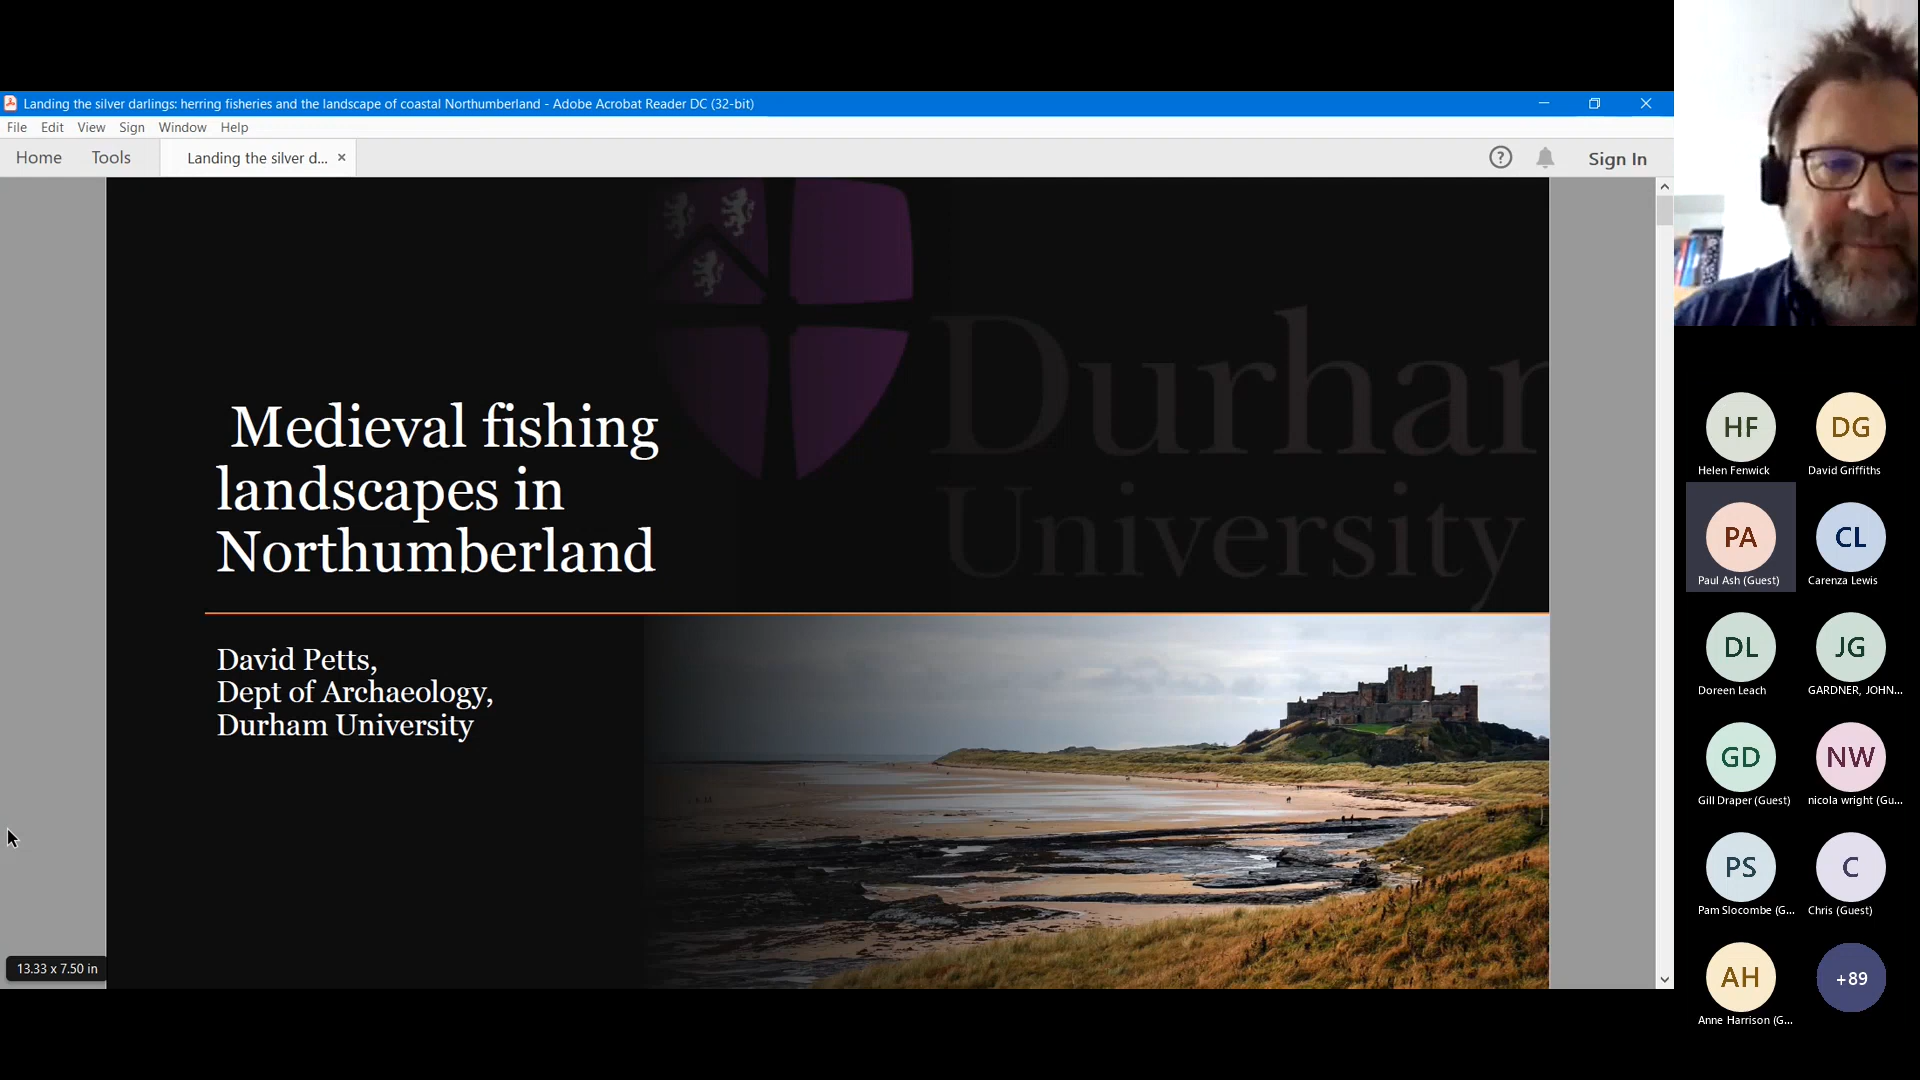 Landing the silver darlings: herring fisheries and the landscape of coastal Northumberland - Adobe Acrobat Reader DC (32-bit)
File Edit View Sign Window Help
Home Tools Landing the silver d... × ? Sign In
Durham
University
Medieval fishing
landscapes in
Northumberland
David Petts,
Dept of Archaeology,
Durham University
13.33 x 7.50 in
HF DG
Helen Fenwick David Griffiths
PA CL
Paul Ash (Guest) Carenza Lewis
DL JG
Doreen Leach GARDNER, JOHN...
GD NW
Gill Draper (Guest) nicola wright (Gu...
PS C
Pam Slocombe (G... Chris (Guest)
AH +89
Anne Harrison (G...